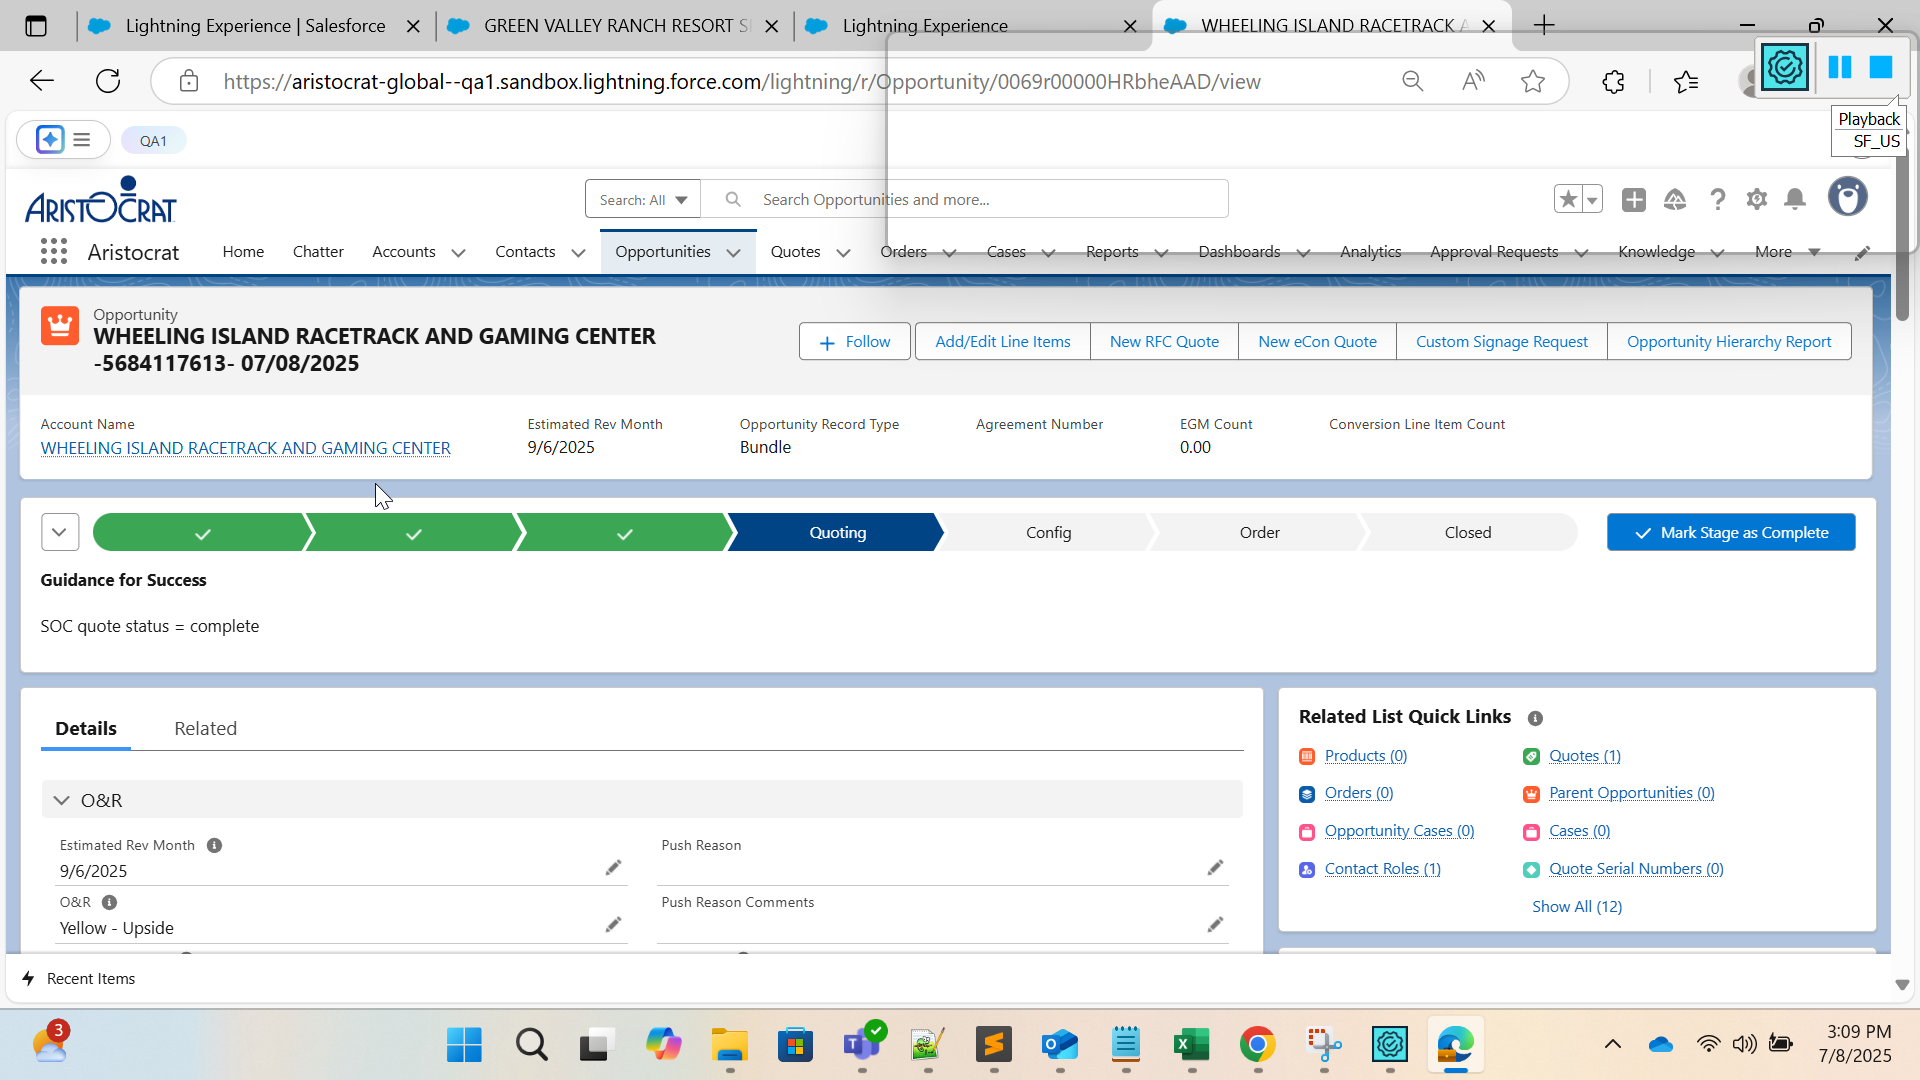 Lightning Experience | Salesforce
GREEN VALLEY RANCH RESORT S
Lightning Experience
WHEELING ISLAND RACETRACK A
https://aristocrat-global--qa1.sandbox.lightning.force.com/lightning/r/Opportunity/0069r00000HRbheAAD/view
Playback
SF_US
QA1
ARISTOCRAT
Search: All
Search Opportunities and more...
Aristocrat
Home
Chatter
Accounts
Contacts
Opportunities
Quotes
Orders
Cases
Reports
Dashboards
Analytics
Approval Requests
Knowledge
More
Opportunity
WHEELING ISLAND RACETRACK AND GAMING CENTER
-5684117613- 07/08/2025
Follow
Add/Edit Line Items
New RFC Quote
New eCon Quote
Custom Signage Request
Opportunity Hierarchy Report
Account Name
WHEELING ISLAND RACETRACK AND GAMING CENTER
Estimated Rev Month
9/6/2025
Opportunity Record Type
Bundle
Agreement Number
EGM Count
0.00
Conversion Line Item Count
Quoting
Config
Order
Closed
Mark Stage as Complete
Guidance for Success
SOC quote status = complete
Details
Related
O&R
Estimated Rev Month
9/6/2025
Push Reason
O&R
Yellow - Upside
Push Reason Comments
Related List Quick Links
Products (0)
Quotes (1)
Orders (0)
Parent Opportunities (0)
Opportunity Cases (0)
Cases (0)
Contact Roles (1)
Quote Serial Numbers (0)
Show All (12)
Recent Items
3
3:09 PM
7/8/2025